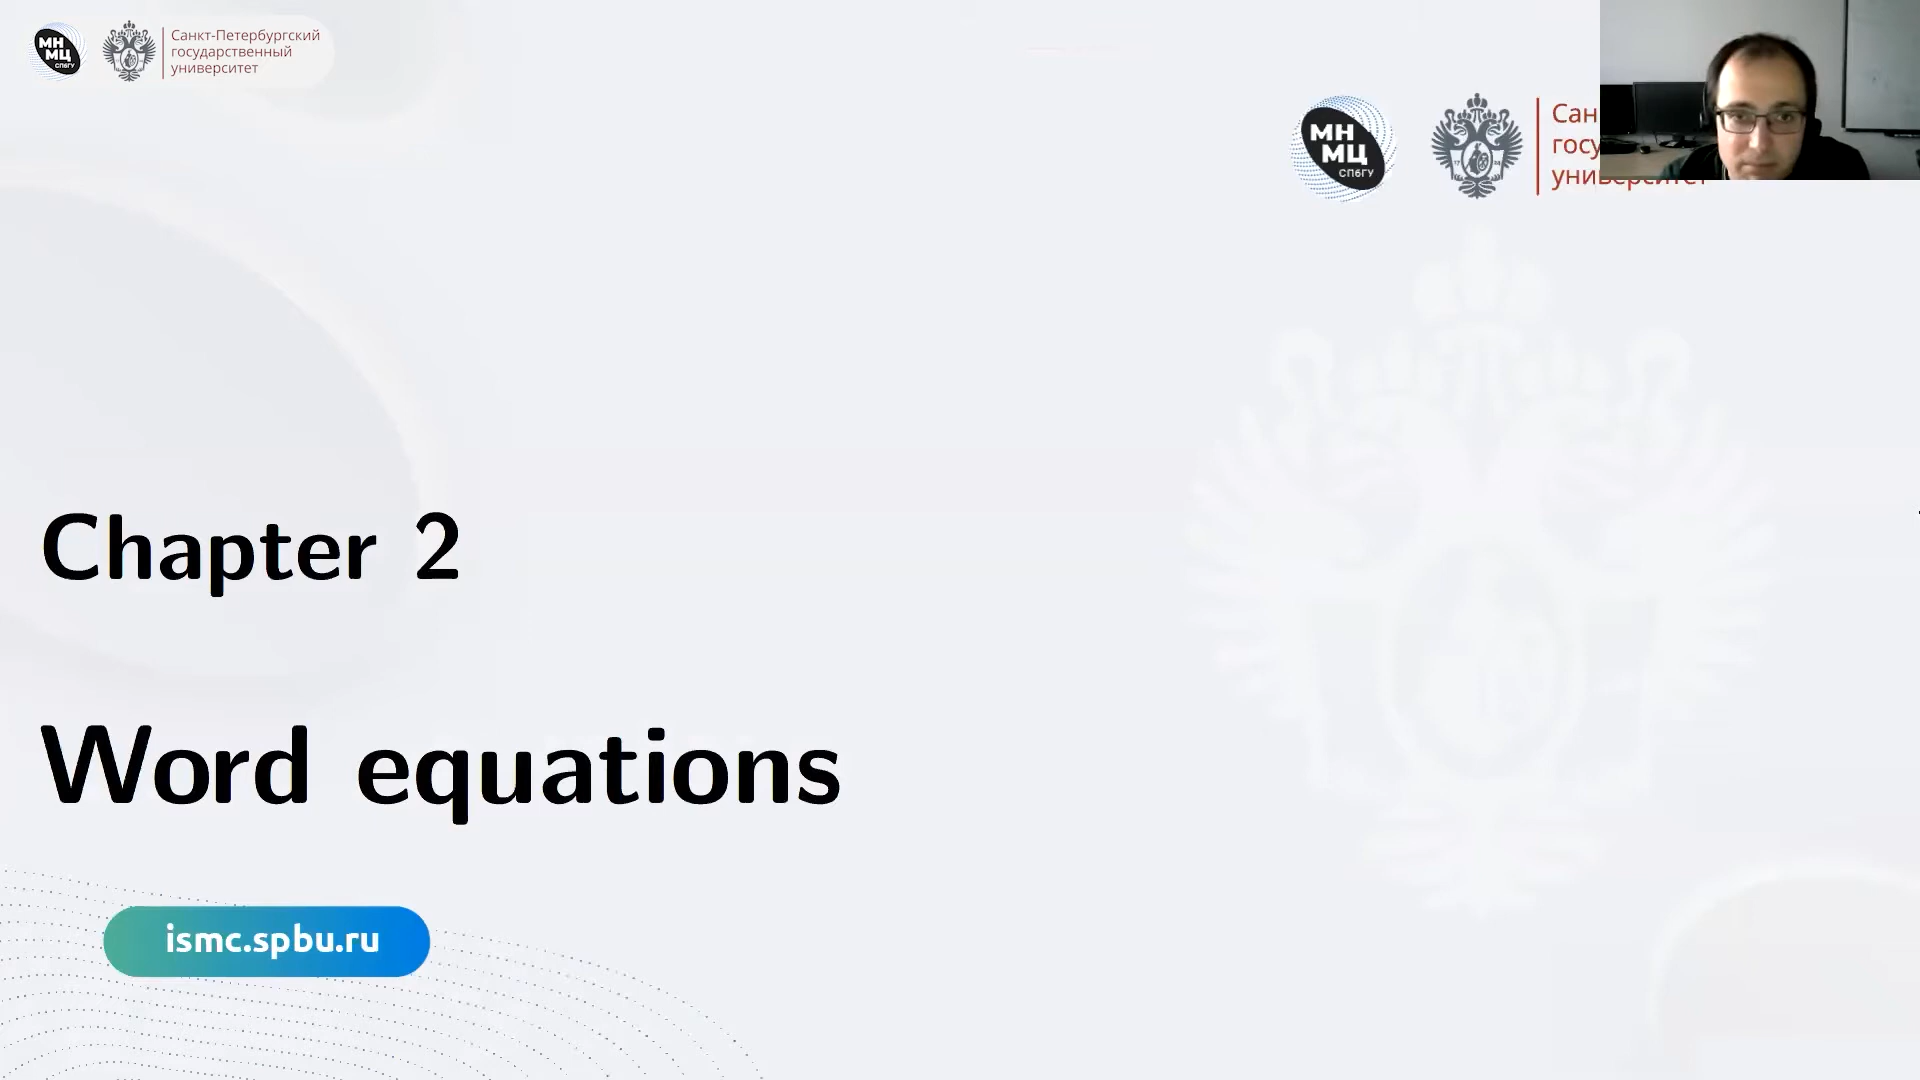 МН
МЦ
СПбГУ
Санкт-Петербургский
государственный
университет
МН
МЦ
СПбГУ
Сан
госу
университет
Chapter 2
Word equations
ismc.spbu.ru